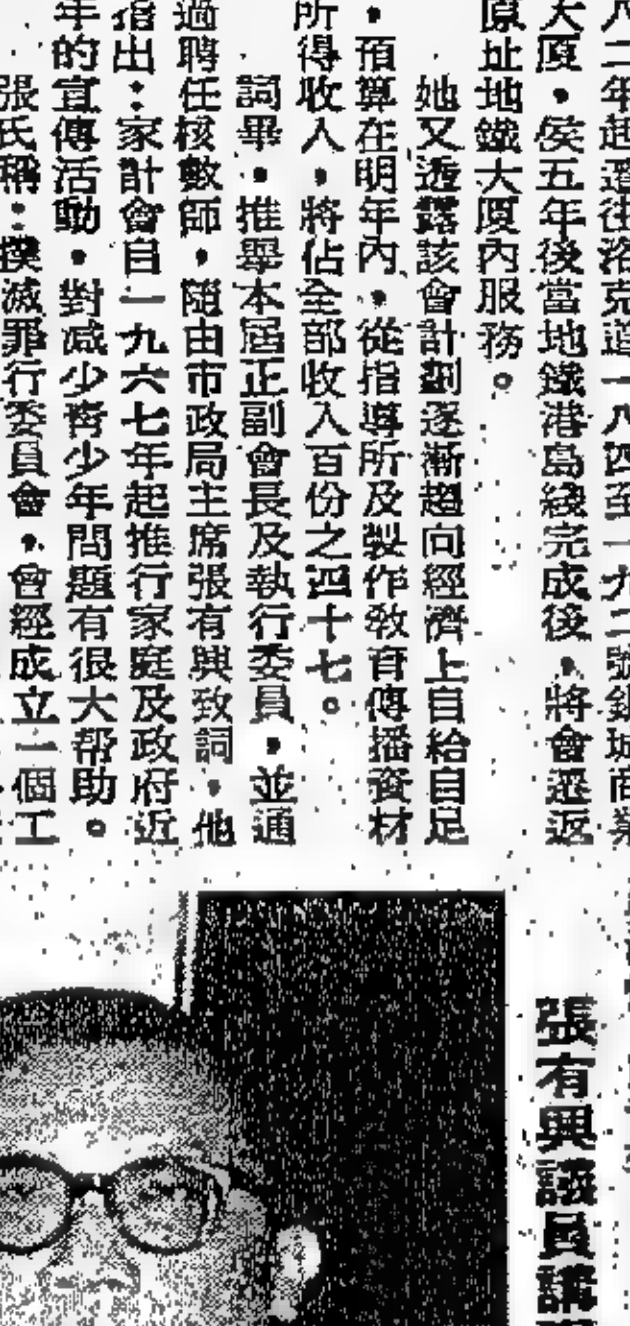 八二年起遷往洛克道一八四至一九二號銀城商業
大厦，侯五年後當地鐵港島綫完成後，將會遷返
原址地鐵大厦內服務。
她又透露該會計劃逐漸趨向經濟上自給自足
，預算在明年內，從指導所及製作敎育傳播資材
所得收入，將佔全部收入百份之四十七。
詞畢，推舉本屆正副會長及執行委員，並通
過聘任核數師，隨由市政局主席張有興致詞，他
指出：家計會自一九六七年起推行家庭及政府近
年的宣傳活動，對减少靑少年問題有很大帮助。
張氏稱：撲滅罪行委員會，曾經成立一個工
張有興議員講